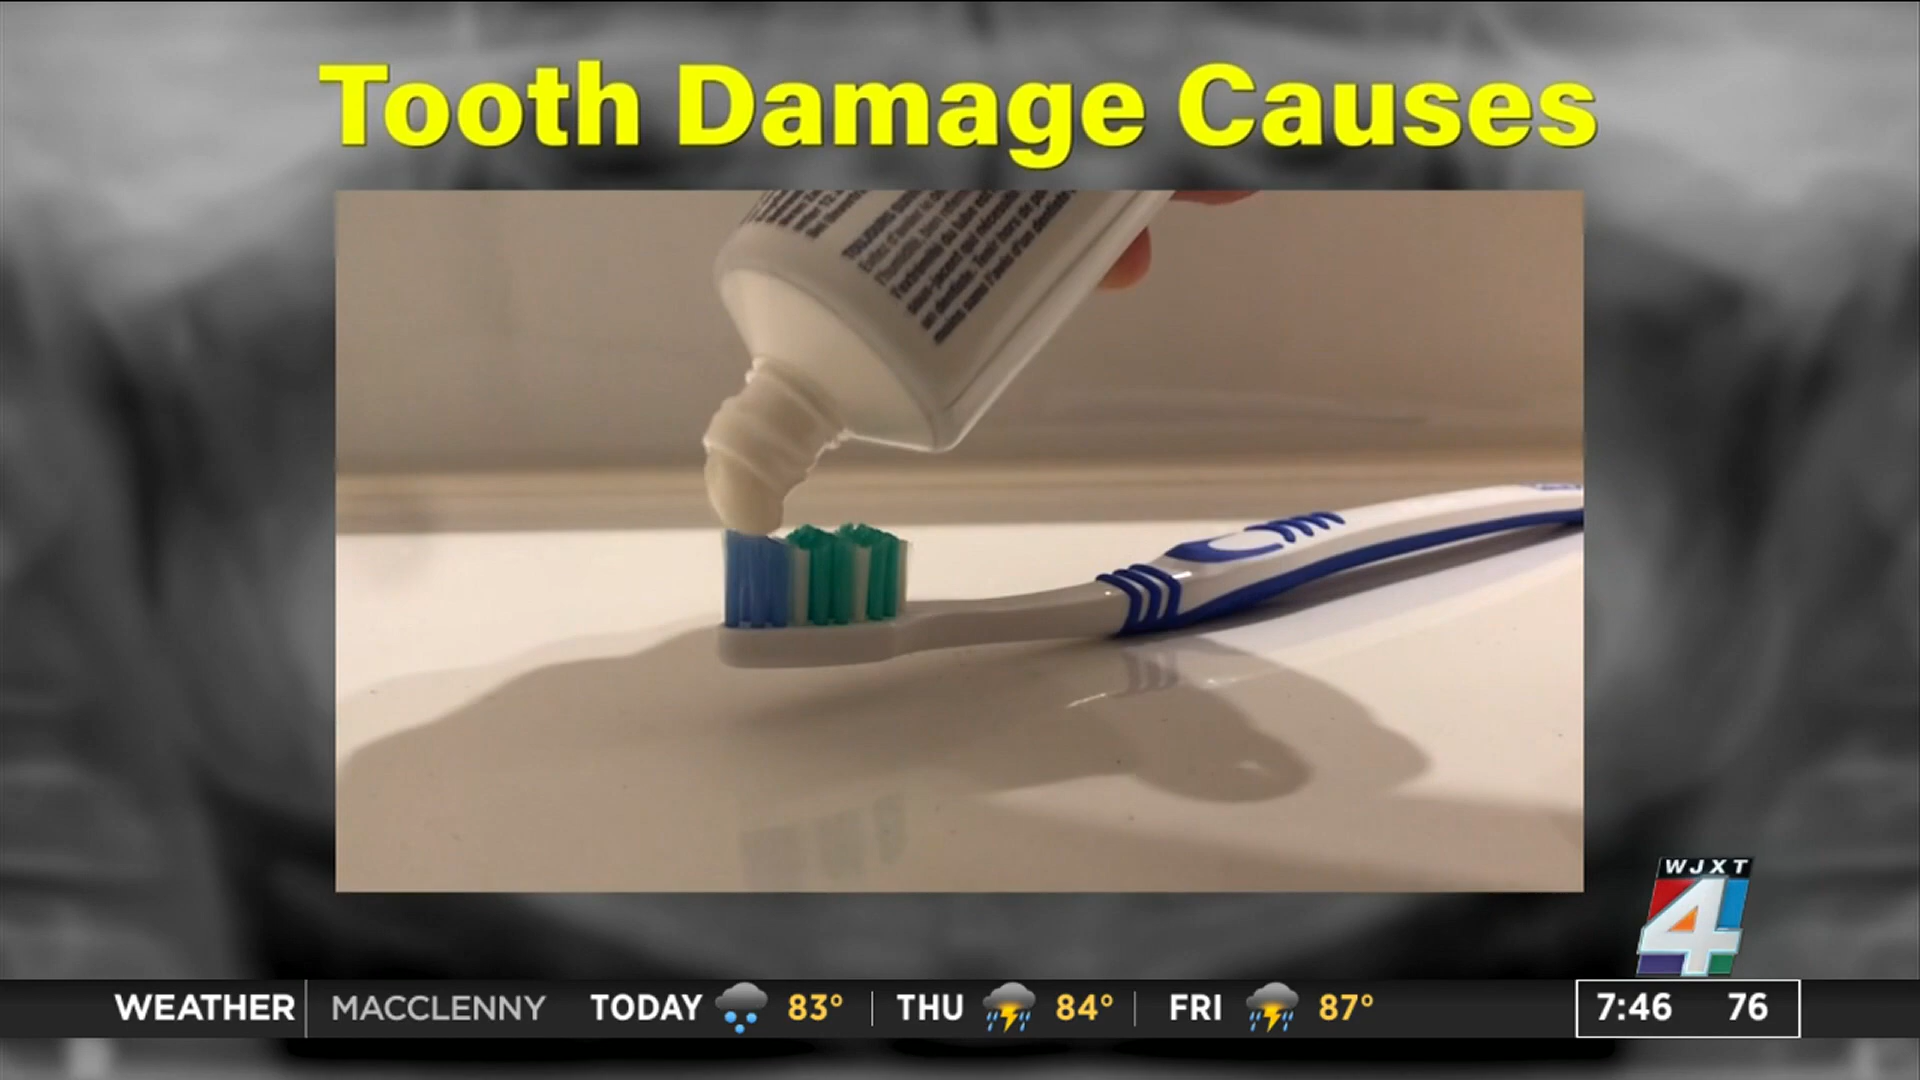 Tooth Damage Causes
WJXT
4
WEATHER MACCLENNY TODAY 83° THU 84° FRI 87° 7:46 76